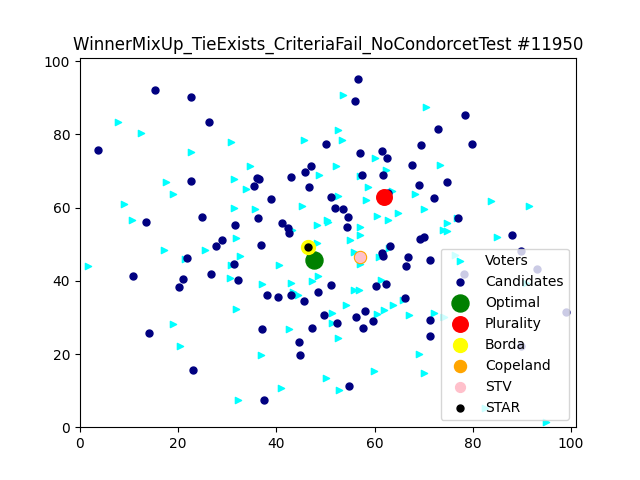 WinnerMixUp_TieExists_CriteriaFail_NoCondorcetTest #11950
100
80
60
40
20
0
0 20 40 60 80 100
Voters
Candidates
Optimal
Plurality
Borda
Copeland
STV
STAR